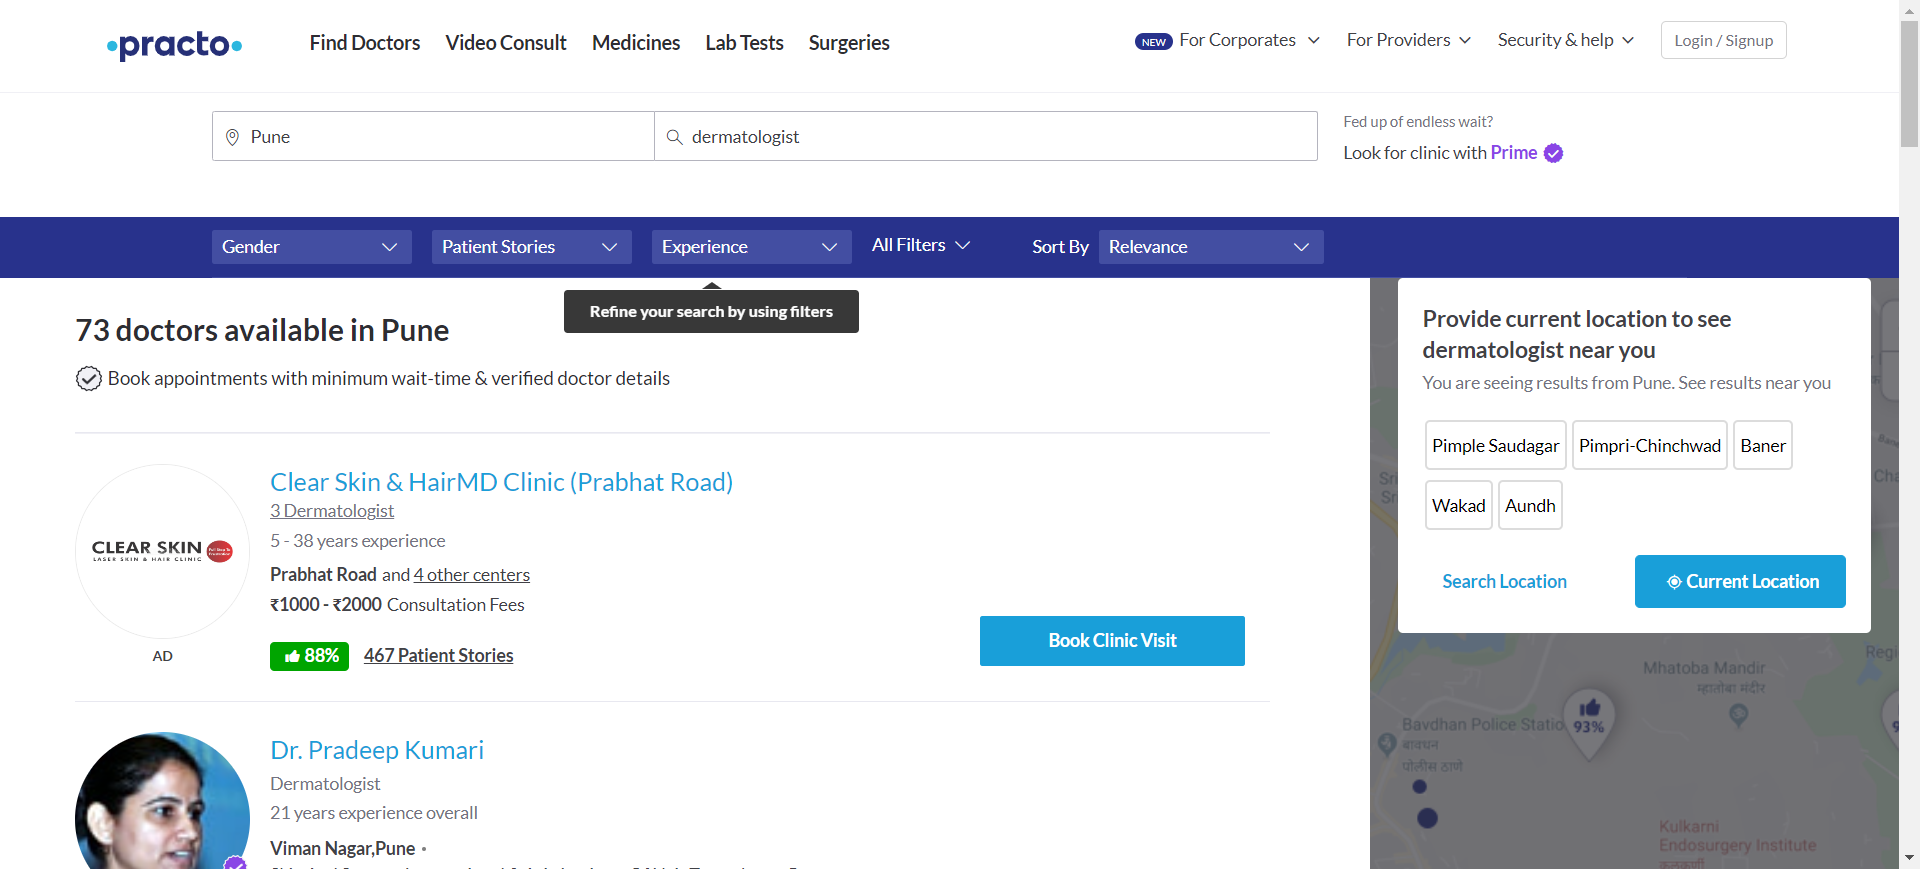 practo
Find Doctors
Video Consult
Medicines
Lab Tests
Surgeries
NEW For Corporates
For Providers
Security & help
Login / Signup
Pune
dermatologist
Fed up of endless wait?
Look for clinic with Prime
Gender
Patient Stories
Experience
All Filters
Sort By
Relevance
Refine your search by using filters
73 doctors available in Pune
Book appointments with minimum wait-time & verified doctor details
CLEAR SKIN
LASER SKIN & HAIR CLINIC
AD
Clear Skin & HairMD Clinic (Prabhat Road)
3 Dermatologist
5 - 38 years experience
Prabhat Road and 4 other centers
₹1000 - ₹2000 Consultation Fees
88%
467 Patient Stories
Book Clinic Visit
Dr. Pradeep Kumari
Dermatologist
21 years experience overall
Viman Nagar,Pune •
Provide current location to see
dermatologist near you
You are seeing results from Pune. See results near you
Pimple Saudagar
Pimpri-Chinchwad
Baner
Wakad
Aundh
Search Location
Current Location
Mhatoba Mandir
म्हातोबा मंदीर
Bavdhan Police Statio
बावधन
पोलीस ठाणे
93%
Kulkarni
Endosurgery Institute